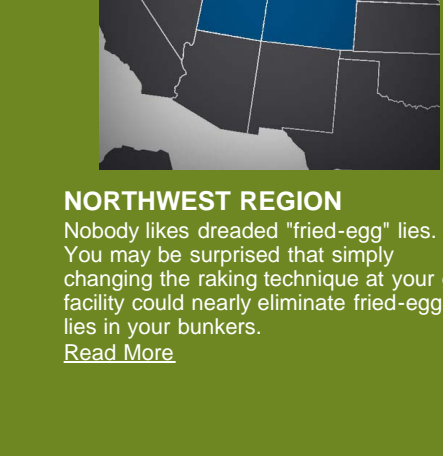 NORTHWEST REGION
Nobody likes dreaded "fried-egg" lies.
You may be surprised that simply
changing the raking technique at your
facility could nearly eliminate fried-egg
lies in your bunkers.
Read More